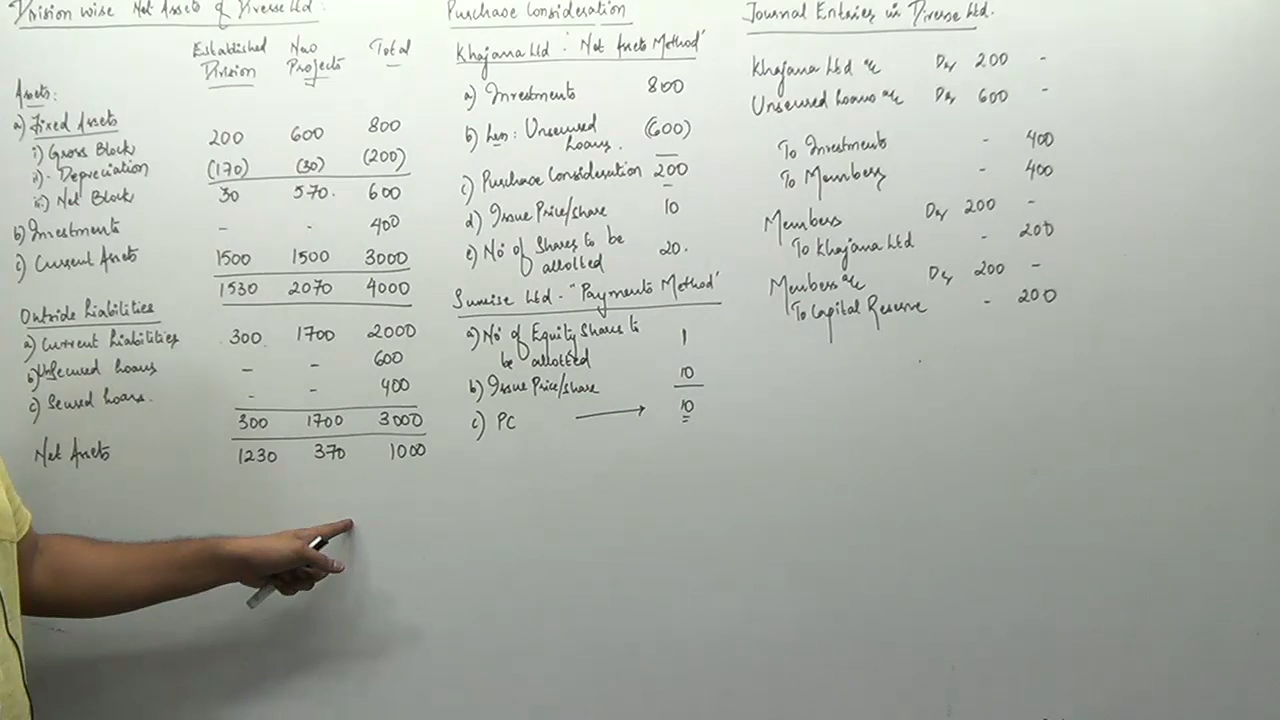 Division wise Net Assets of Diverse Ltd:
Established Division New Projects Total
Assets:
a) Fixed Assets
i) Gross Block 200 600 800
ii) Depreciation (170) (30) (200)
iii) Net Block 30 570. 600
b) Investments - - 400
c) Current Assets 1500 1500 3000
1530 2070 4000
Outside Liabilities
a) Current Liabilities 300 1700 2000
b) UnSecured Loans - - 600
c) Secured Loans. - - 400
300 1700 3000
Net Assets 1230 370 1000
Purchase Consideration
Khajana Ltd "Net Assets Method"
a) Investments 800
b) Less: Unsecured Loans. (600)
c) Purchase Consideration 200
d) Issue Price/share 10
e) No of Shares to be allotted 20.
Sunrise Ltd - "Payments Method"
a) No of Equity Shares to be allotted 1
b) Issue Price/share 10
c) PC → 10
Journal Entries in Diverse Ltd.
Khajana Ltd a/c Dr 200 -
Unsecured Loans a/c Dr 600 -
To Investments - 400
To Members - 400
Members Dr 200 -
To Khajana Ltd - 200
Members a/c Dr 200 -
To Capital Reserve - 200